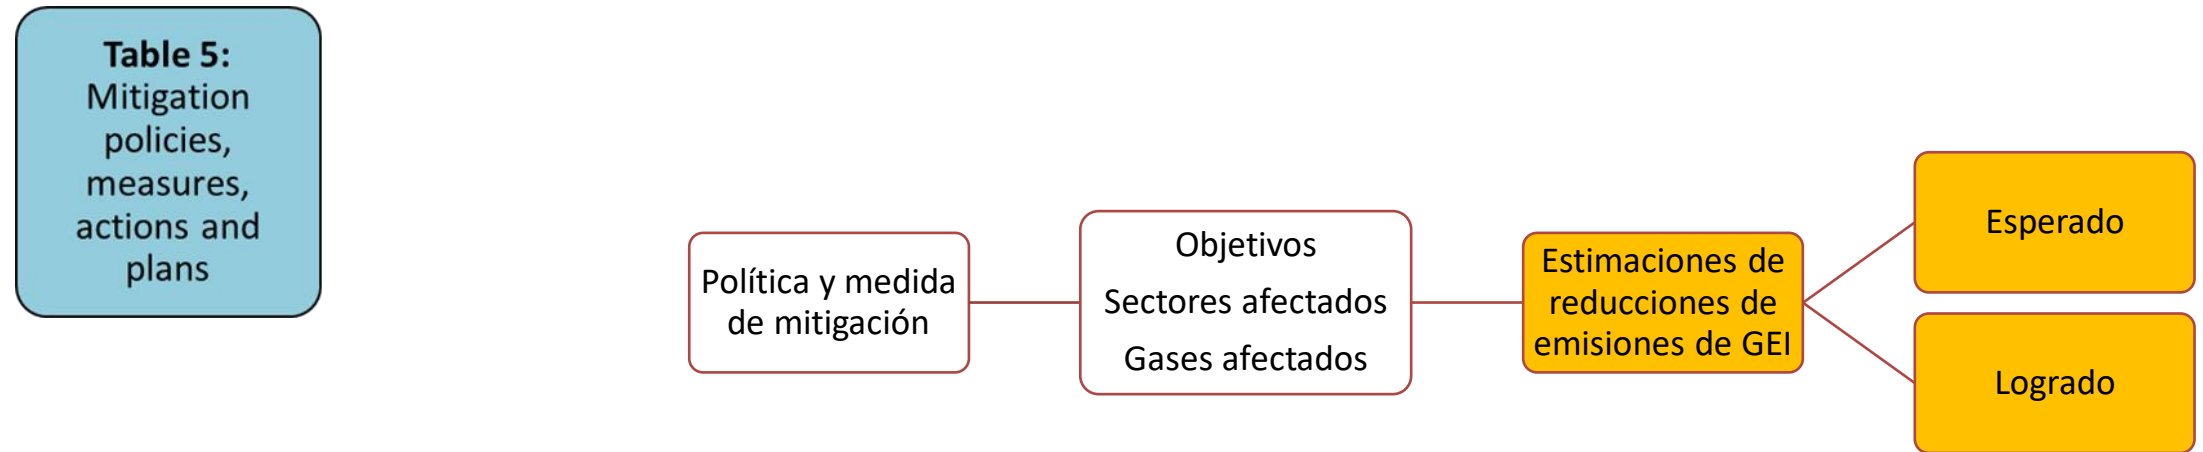 Table 5:
Mitigation
policies,
measures,
actions and
plans
Política y medida
de mitigación
Objetivos
Sectores afectados
Gases afectados
Estimaciones de
reducciones de
emisiones de GEI
Esperado
Logrado